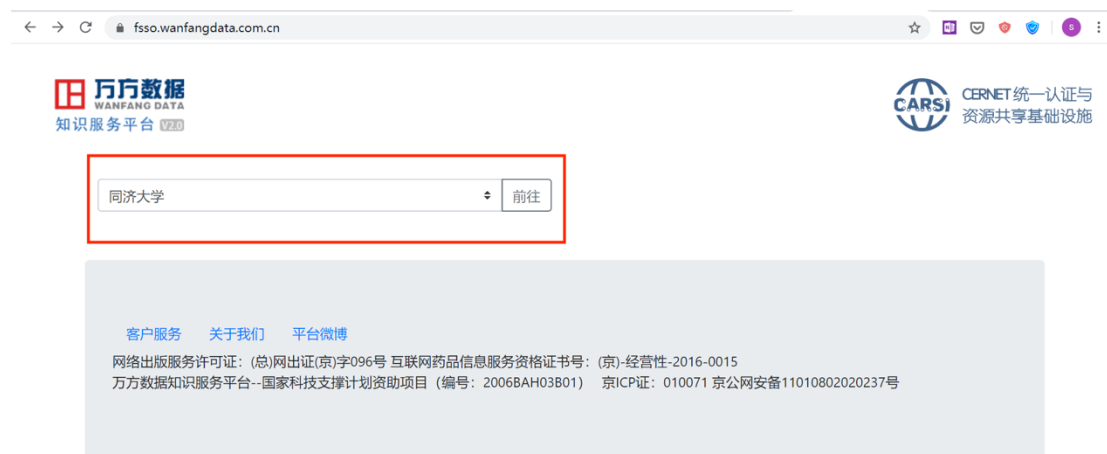 fsso.wanfangdata.com.cn
万方数据
WANFANG DATA
知识服务平台 V2.0
CARSI
CERNET统一认证与
资源共享基础设施
同济大学
前往
客户服务 关于我们 平台微博
网络出版服务许可证：(总)网出证(京)字096号 互联网药品信息服务资格证书号：(京)-经营性-2016-0015
万方数据知识服务平台--国家科技支撑计划资助项目（编号：2006BAH03B01） 京ICP证：010071 京公网安备11010802020237号